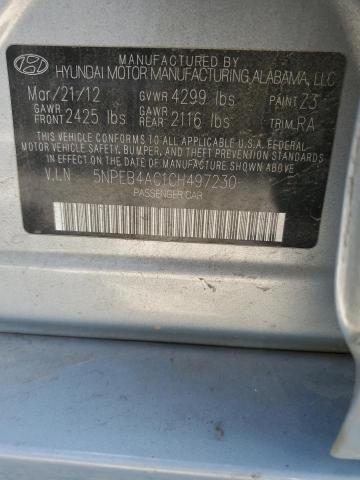 MANUFACTURED BY
HYUNDAI MOTOR MANUFACTURING, ALABAMA, LLC
Mar/21/12 GVWR 4299 lbs PAINT Z3
GAWR FRONT 2425 lbs GAWR REAR 2116 lbs TRIM RA
THIS VEHICLE CONFORMS TO ALL APPLICABLE U.S.A. FEDERAL
MOTOR VEHICLE SAFETY, BUMPER, AND THEFT PREVENTION STANDARDS
IN EFFECT ON THE DATE OF MANUFACTURE SHOWN ABOVE
V.I.N 5NPEB4AC1CH497230
PASSENGER CAR